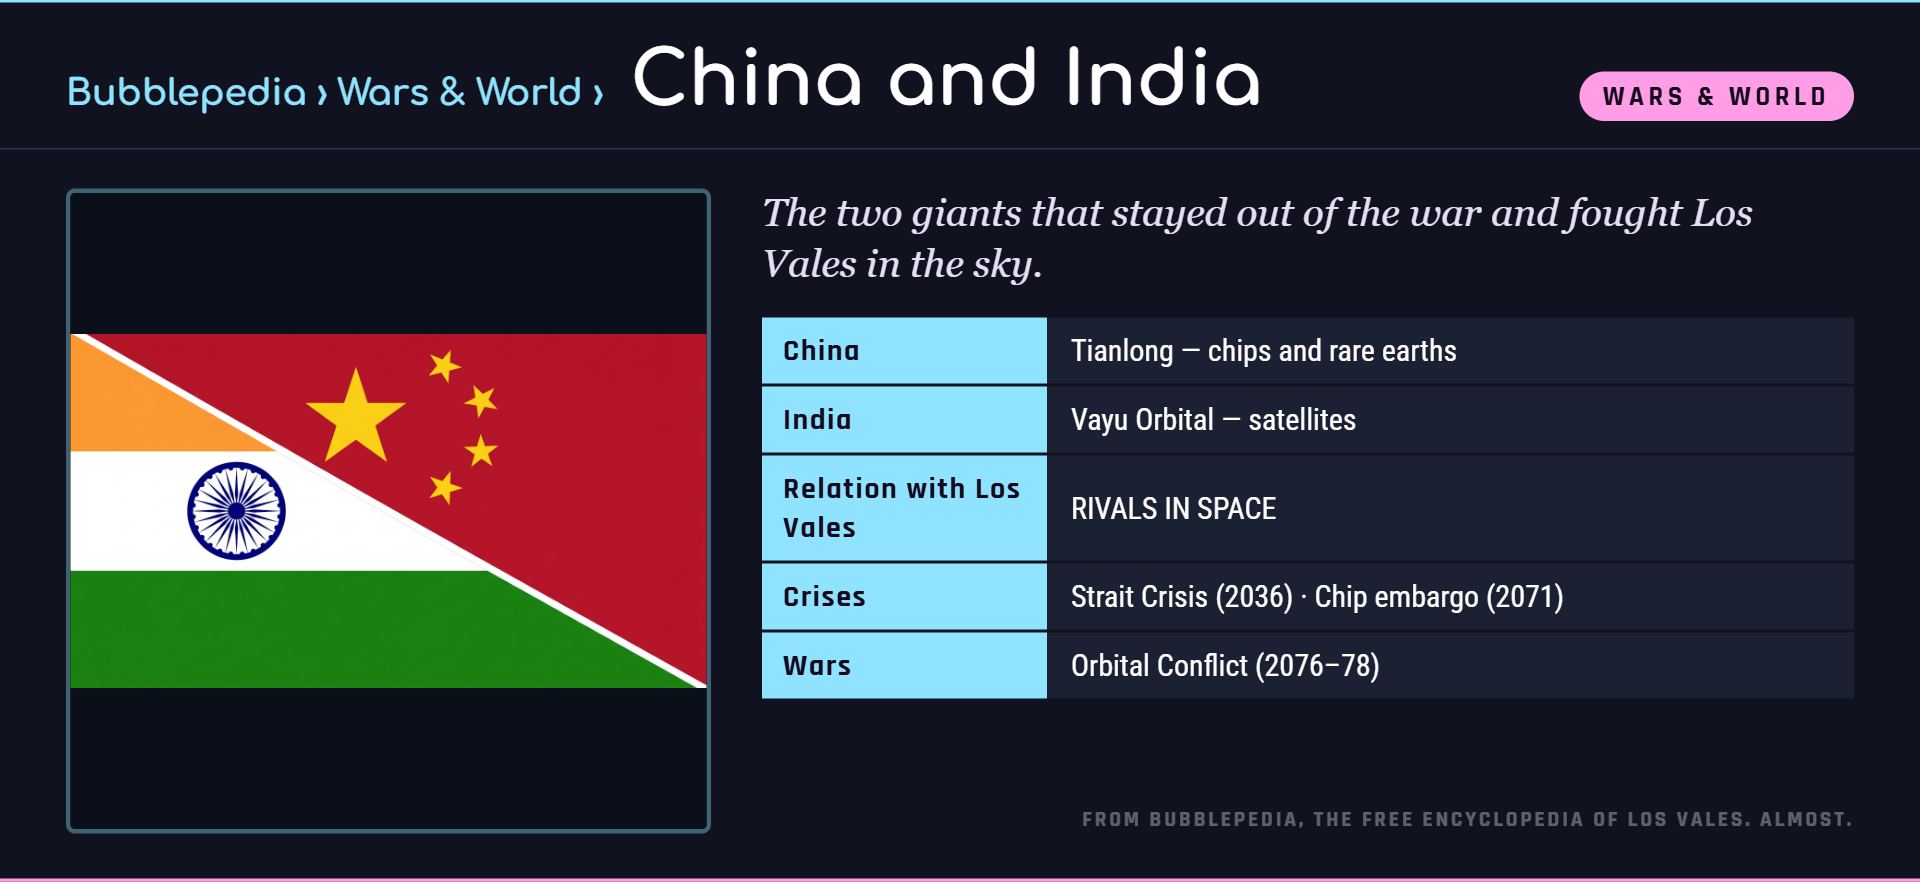 Bubblepedia › Wars & World › China and India
WARS & WORLD
The two giants that stayed out of the war and fought Los
Vales in the sky.
China
Tianlong — chips and rare earths
India
Vayu Orbital — satellites
Relation with Los
Vales
RIVALS IN SPACE
Crises
Strait Crisis (2036) · Chip embargo (2071)
Wars
Orbital Conflict (2076–78)
FROM BUBBLEPEDIA, THE FREE ENCYCLOPEDIA OF LOS VALES. ALMOST.